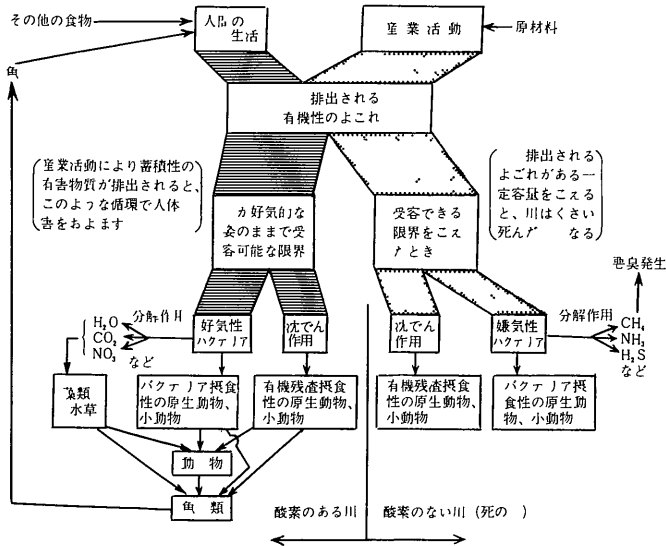 その他の食物
人間の
生活
産業活動
原材料
魚
排出される
有機性のよごれ
産業活動により蓄積性の
有害物質が排出されると、
このような循環で人体
害をおよます
排出される
よごれがある一
定容量をこえる
と、川はくさい
死んだ なる
が好気的な
姿のままで受
容可能な限界
受容できる
限界をこえ
たとき
悪臭発生
H₂O
CO₂
NO₃
など
分解作用
好気性
バクテリア
沈でん
作用
沈でん
作用
嫌気性
バクテリア
分解作用
CH₄
NH₃
H₂S
など
藻類
水草
バクテリア摂食
性の原生動物、
小動物
有機残渣摂食
性の原生動物、
小動物
有機残渣摂食
性の原生動物、
小動物
バクテリア摂
食性の原生動
物、小動物
動物
魚類
酸素のある川
酸素のない川(死の )